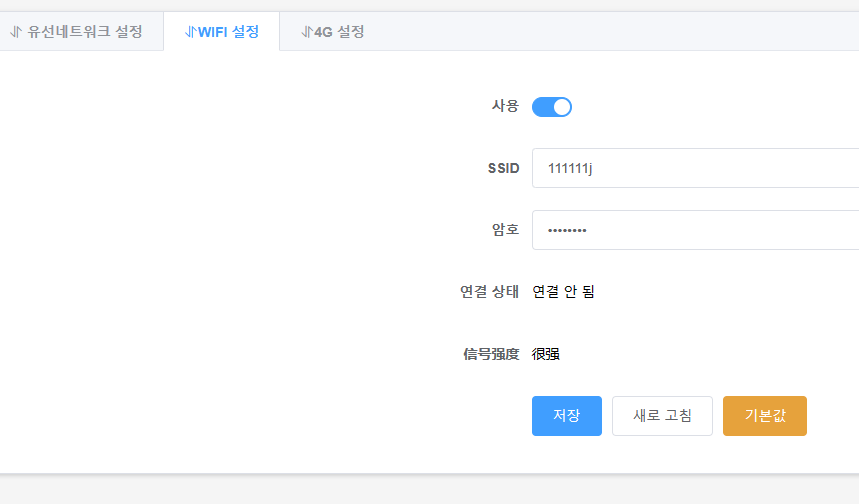 유선네트워크 설정 WIFI 설정 4G 설정
사용
SSID 111111j
암호 ••••••••
연결 상태 연결 안 됨
信号强度 很强
저장 새로 고침 기본값